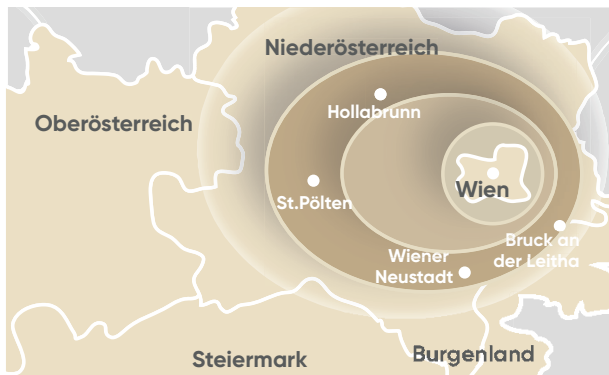 Niederösterreich
Hollabrunn
Oberösterreich
Wien
St.Pölten
Bruck an
der Leitha
Wiener
Neustadt
Steiermark
Burgenland